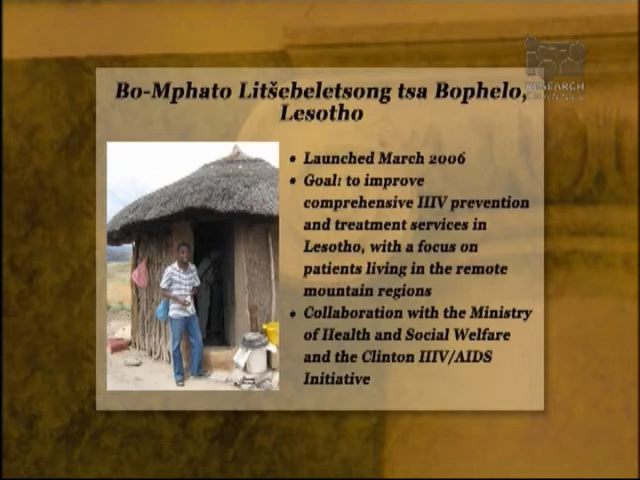 RESEARCH
CHANNEL
Bo-Mphato Litšebeletsong tsa Bophelo,
Lesotho
• Launched March 2006
• Goal: to improve
comprehensive HIV prevention
and treatment services in
Lesotho, with a focus on
patients living in the remote
mountain regions
• Collaboration with the Ministry
of Health and Social Welfare
and the Clinton HIV/AIDS
Initiative